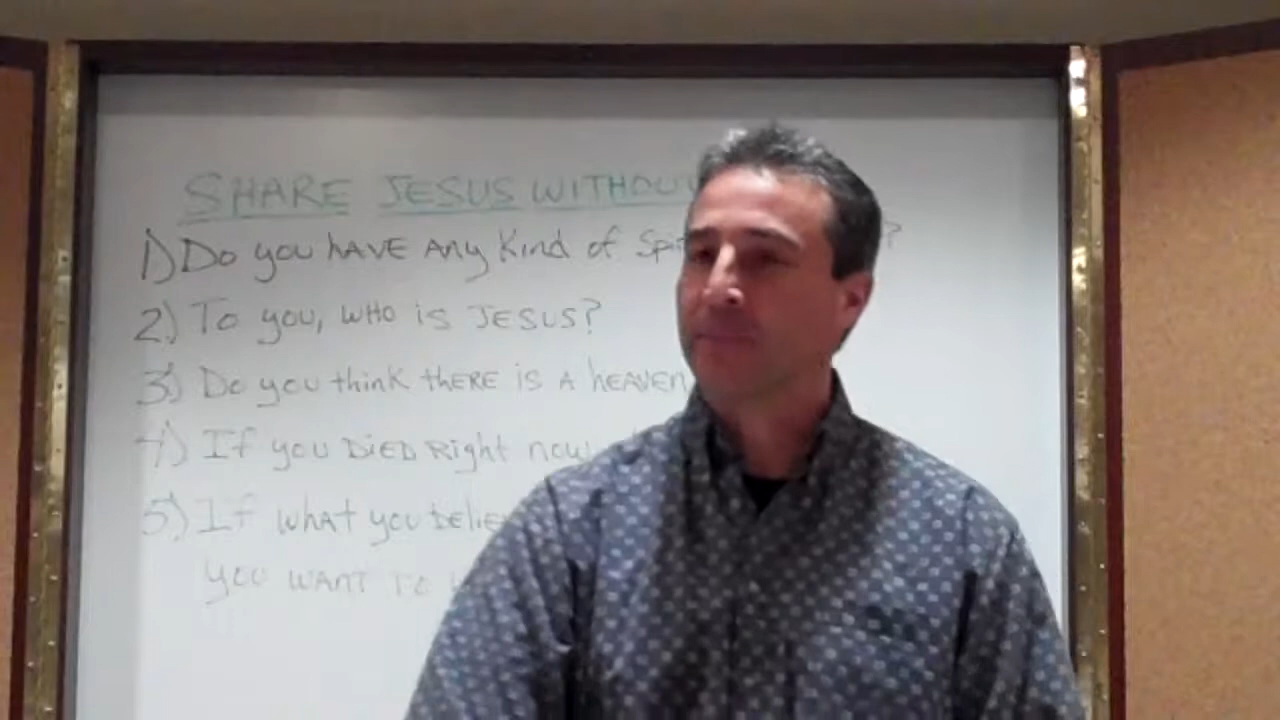 SHARE JESUS WITHOU
1) Do you HAVE Any Kind of Spi ?
2.) To you, WHO is JESUS?
3.) Do you think tHERE is A HEAVEN
4.) If you DiED Right now
5.) If what you belie
you WANT TO